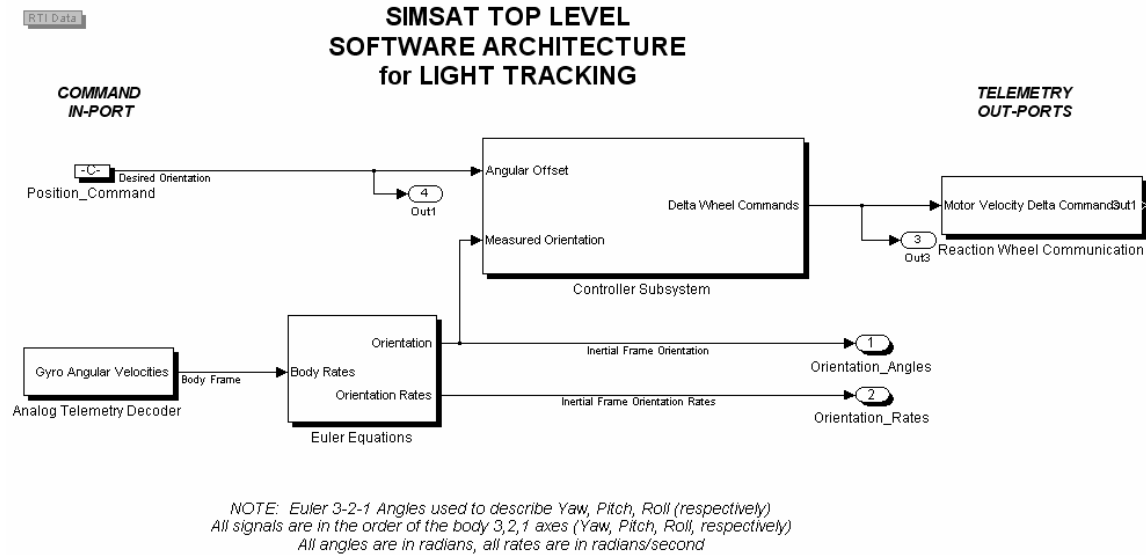 RTI Data
SIMSAT TOP LEVEL
SOFTWARE ARCHITECTURE
for LIGHT TRACKING
COMMAND
IN-PORT
TELEMETRY
OUT-PORTS
-C-
Desired Orientation
Position_Command
4
Out1
Angular Offset
Delta Wheel Commands
Measured Orientation
Controller Subsystem
Motor Velocity Delta Commands
Out1
3
Out3
Reaction Wheel Communication
Gyro Angular Velocities
Body Frame
Analog Telemetry Decoder
Orientation
Body Rates
Orientation Rates
Euler Equations
Inertial Frame Orientation
1
Orientation_Angles
Inertial Frame Orientation Rates
2
Orientation_Rates
NOTE: Euler 3-2-1 Angles used to describe Yaw, Pitch, Roll (respectively)
All signals are in the order of the body 3,2,1 axes (Yaw, Pitch, Roll, respectively)
All angles are in radians, all rates are in radians/second